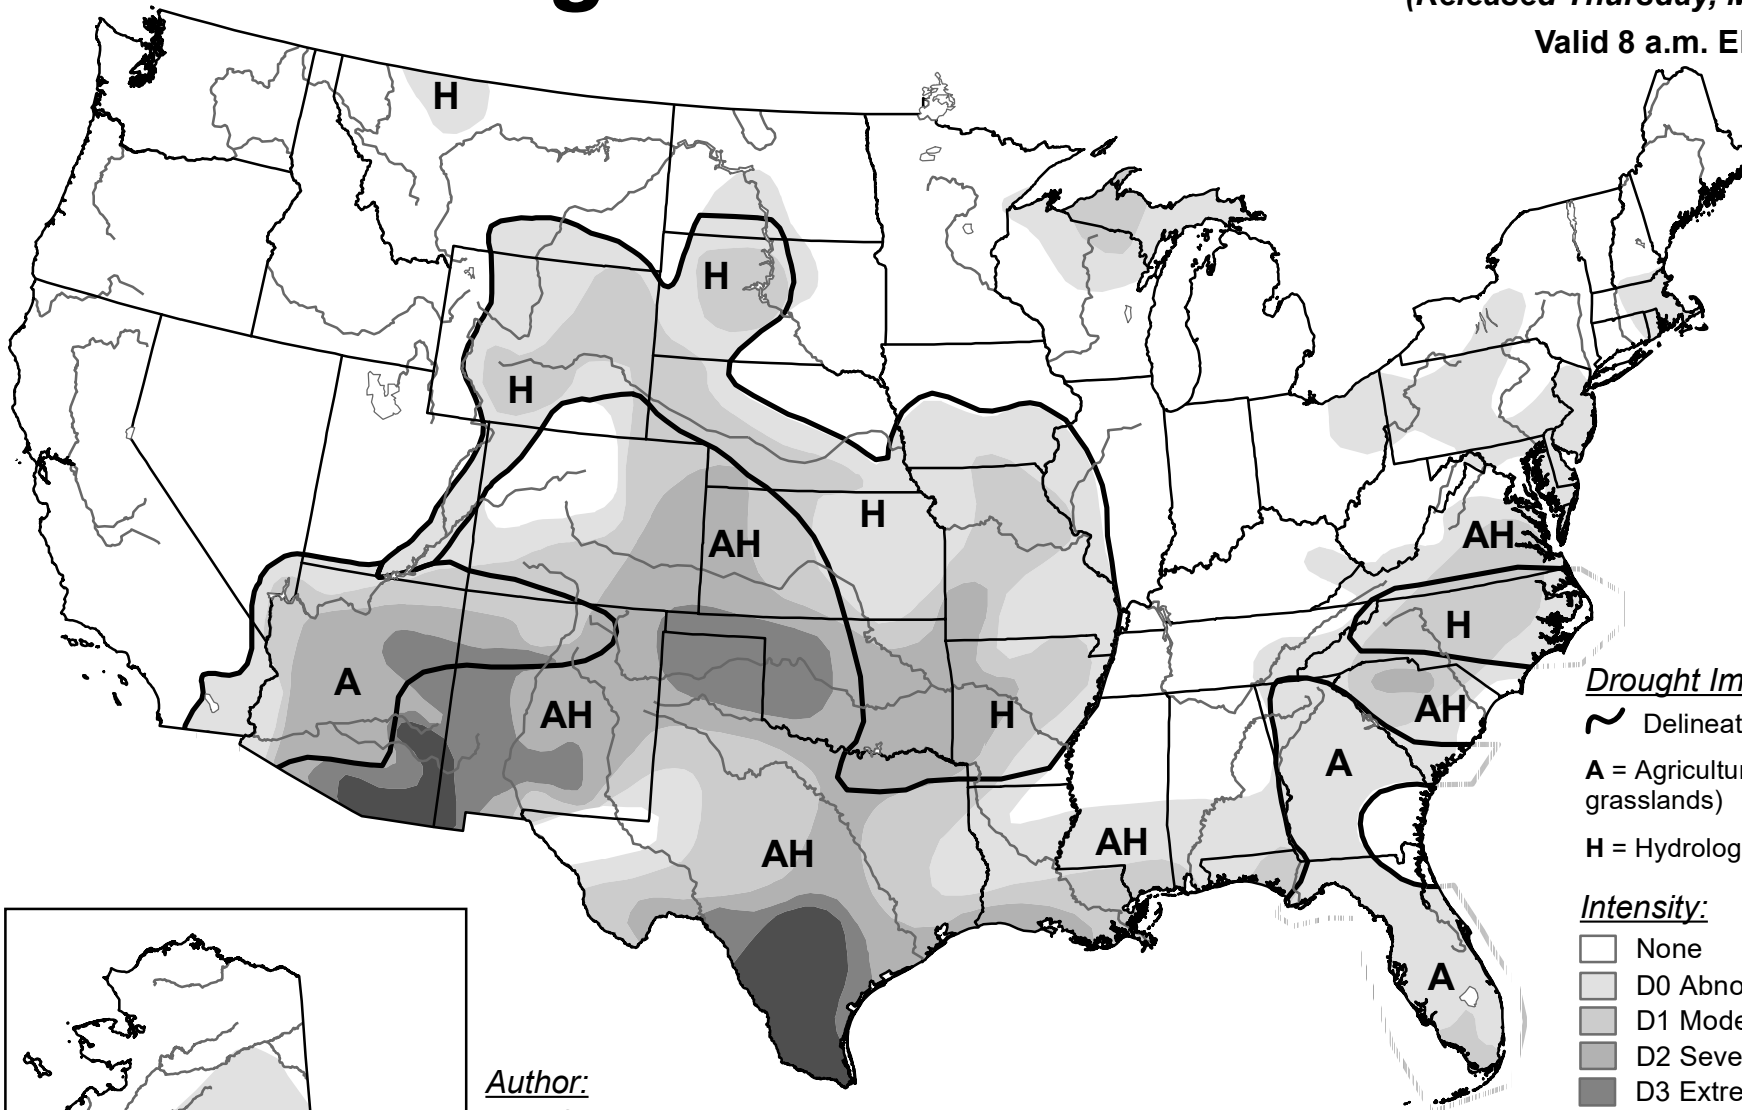 (Released Thursday, M
Valid 8 a.m. E
H
H
H
AH
H
AH
H
A
AH
H
AH
A
AH
AH
A
Drought Im
Delineat
A = Agricultur
grasslands)
H = Hydrolog
Intensity:
None
D0 Abno
D1 Mode
D2 Seve
D3 Extre
Author: